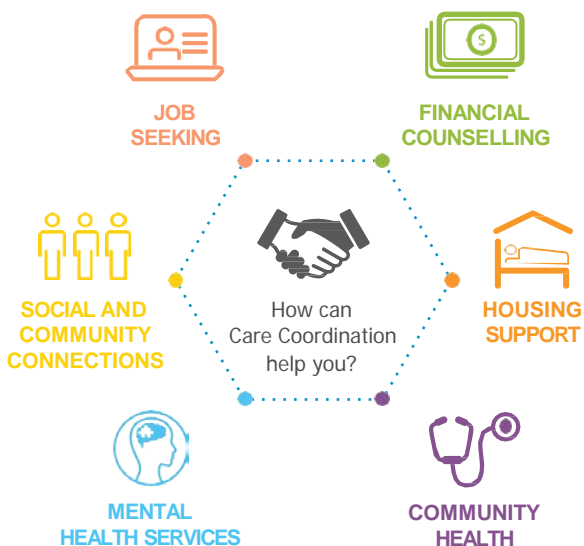 $
JOB
SEEKING
FINANCIAL
COUNSELLING
SOCIAL AND
COMMUNITY
CONNECTIONS
How can
Care Coordination
help you?
HOUSING
SUPPORT
MENTAL
HEALTH SERVICES
COMMUNITY
HEALTH